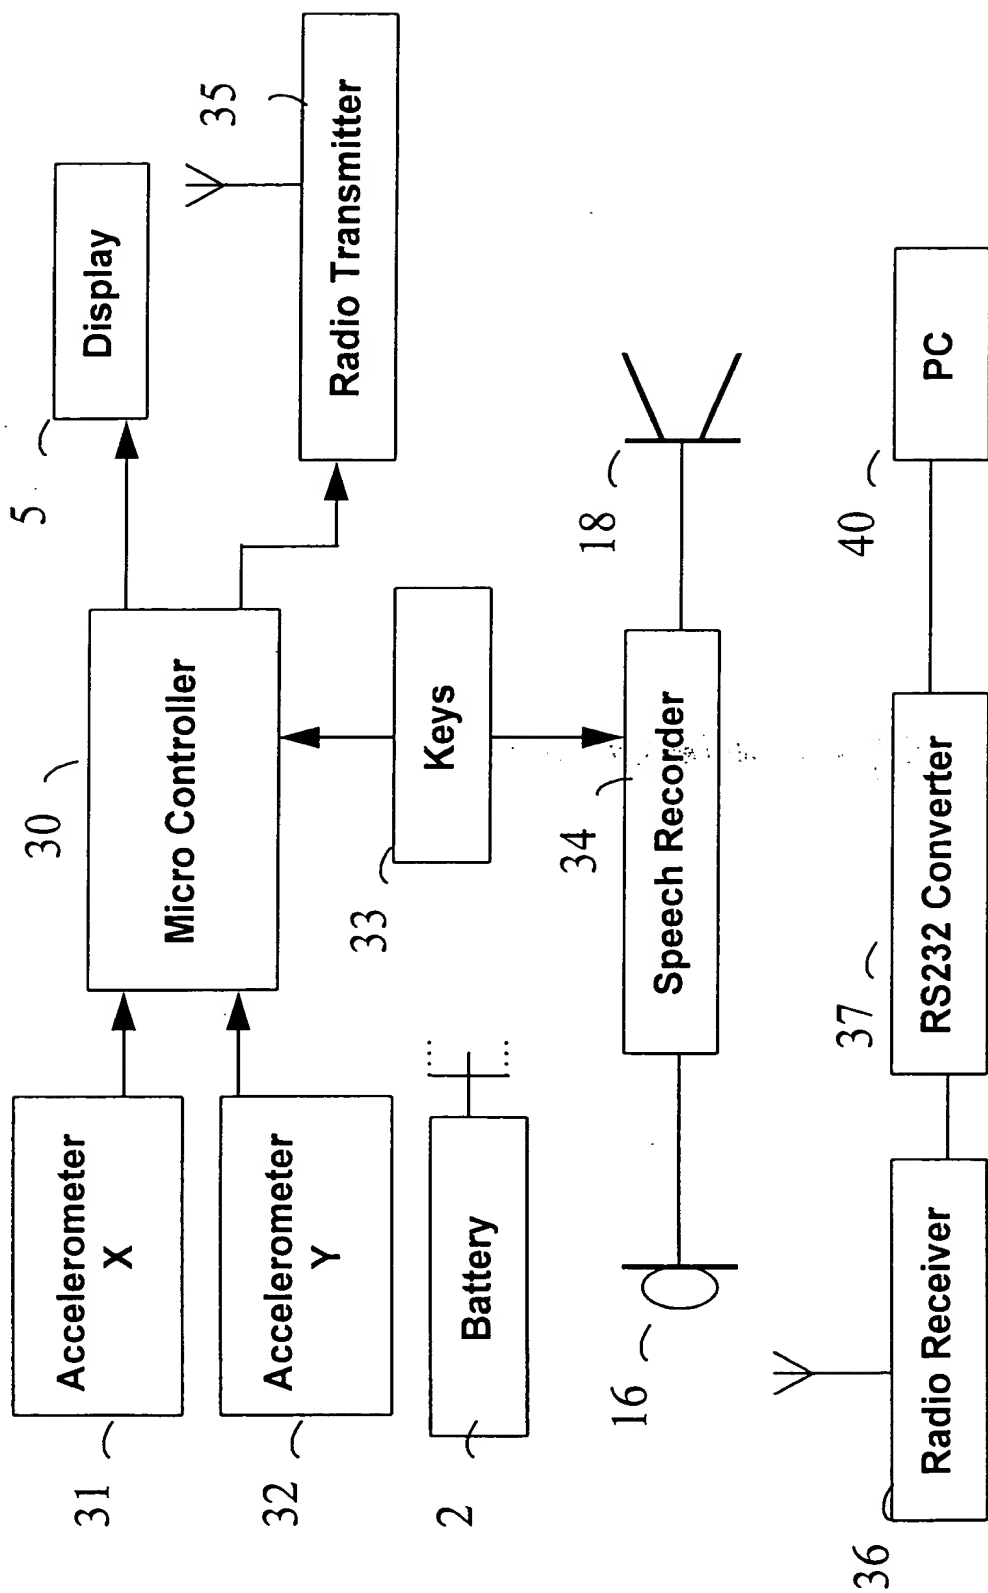 31
Accelerometer
X
32
Accelerometer
Y
2
Battery
30
Micro Controller
5
Display
35
Radio Transmitter
33
Keys
16
34
Speech Recorder
18
36
Radio Receiver
37
RS232 Converter
40
PC